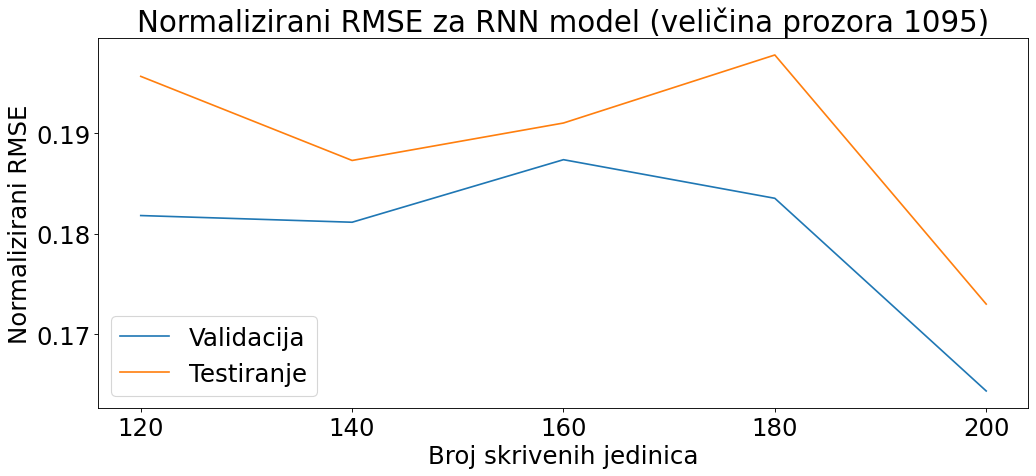 Normalizirani RMSE za RNN model (veličina prozora 1095)
Normalizirani RMSE
0.19
0.18
0.17
Validacija
Testiranje
120 140 160 180 200
Broj skrivenih jedinica